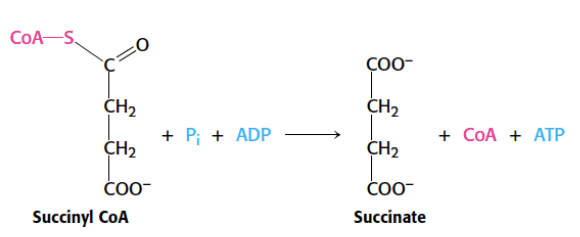 CoA—S
O
C
CH₂
CH₂
COO⁻
Succinyl CoA
+ Pᵢ + ADP
COO⁻
CH₂
CH₂
COO⁻
Succinate
+ CoA + ATP